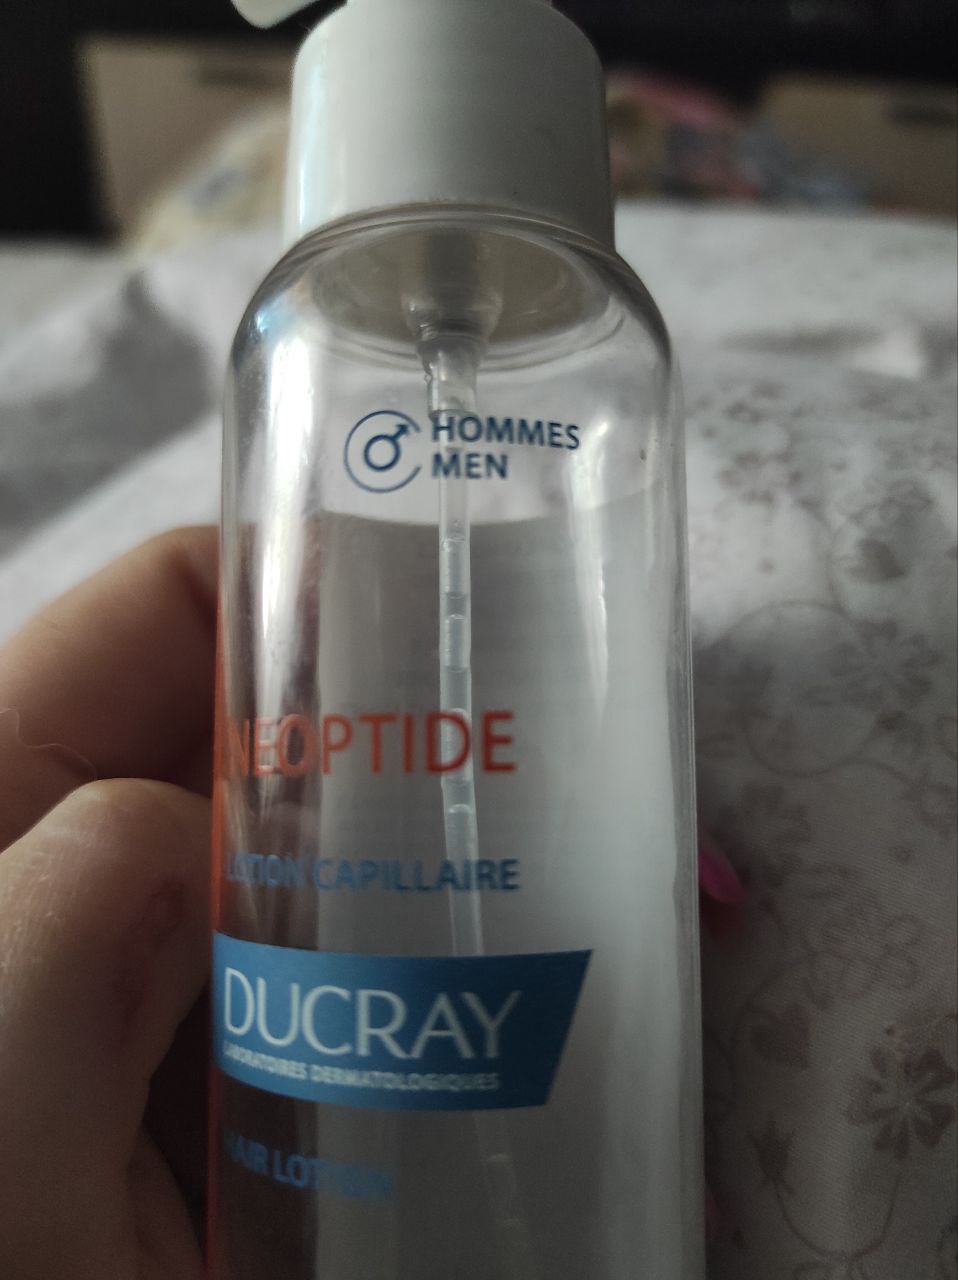 HOMMES
MEN
NEOPTIDE
LOTION CAPILLAIRE
DUCRAY
LABORATOIRES DERMATOLOGIQUES
HAIR LOTION